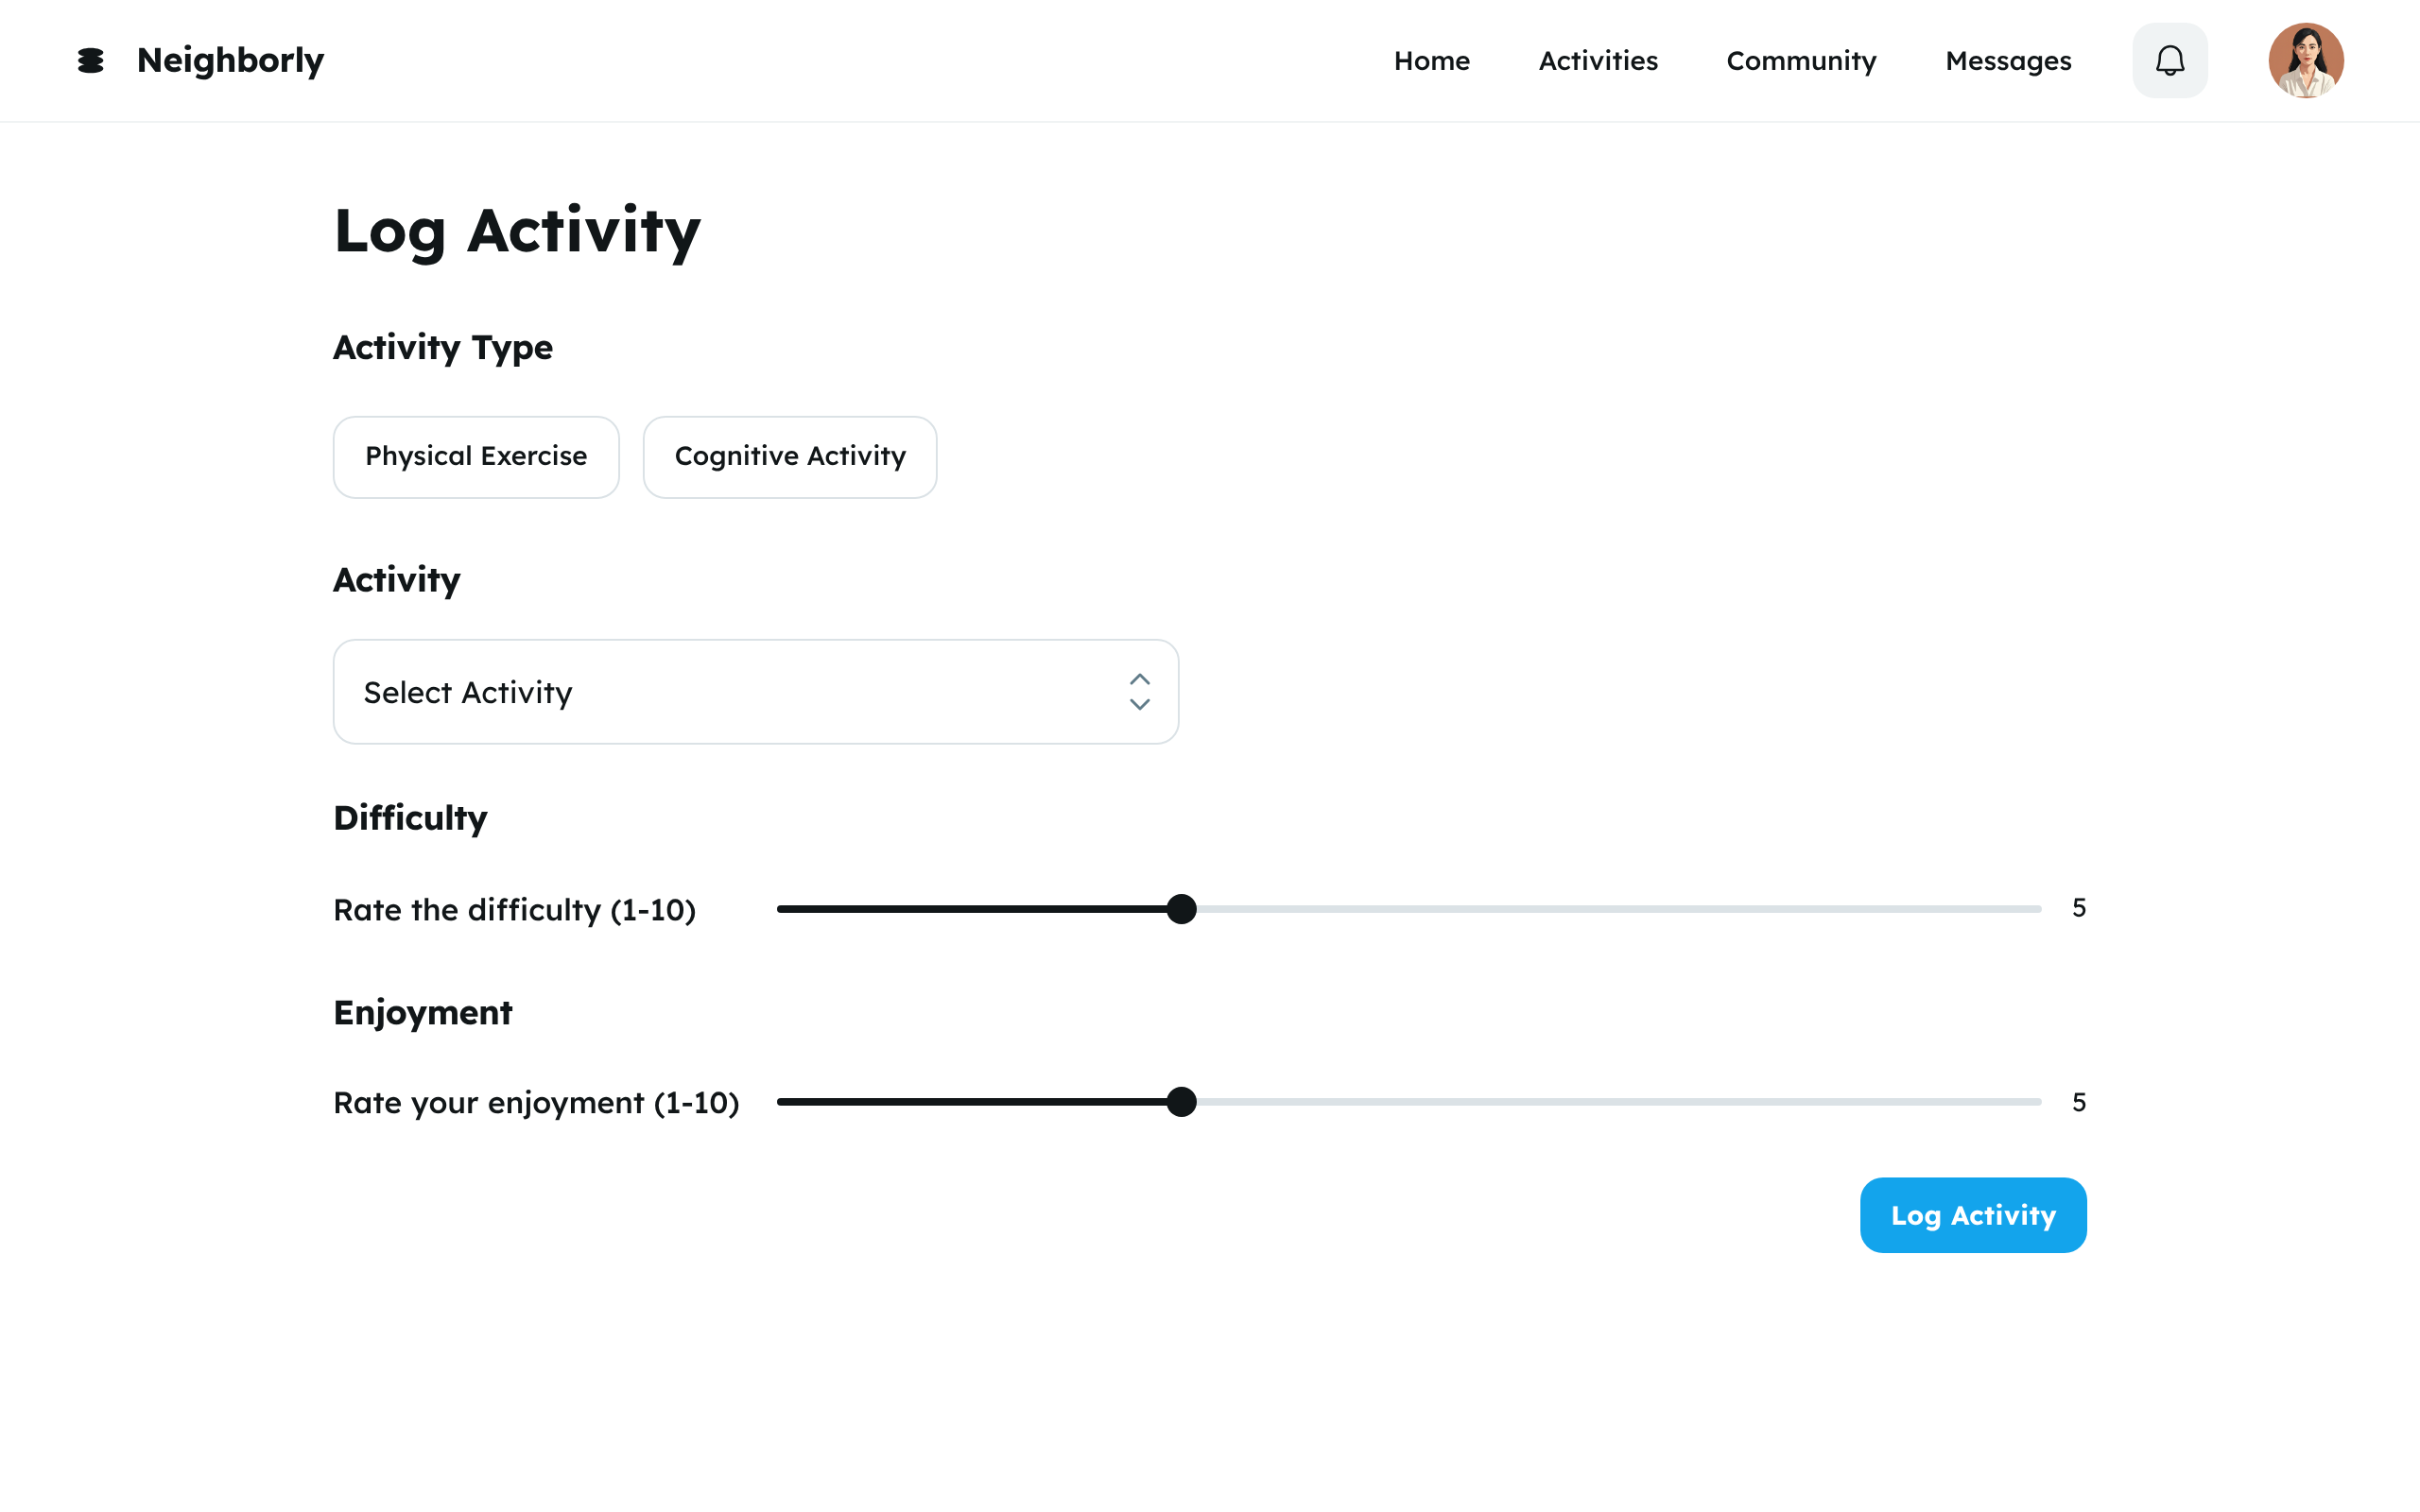 Neighborly
Home Activities Community Messages
Log Activity
Activity Type
Physical Exercise Cognitive Activity
Activity
Select Activity
Difficulty
Rate the difficulty (1-10) 5
Enjoyment
Rate your enjoyment (1-10) 5
Log Activity